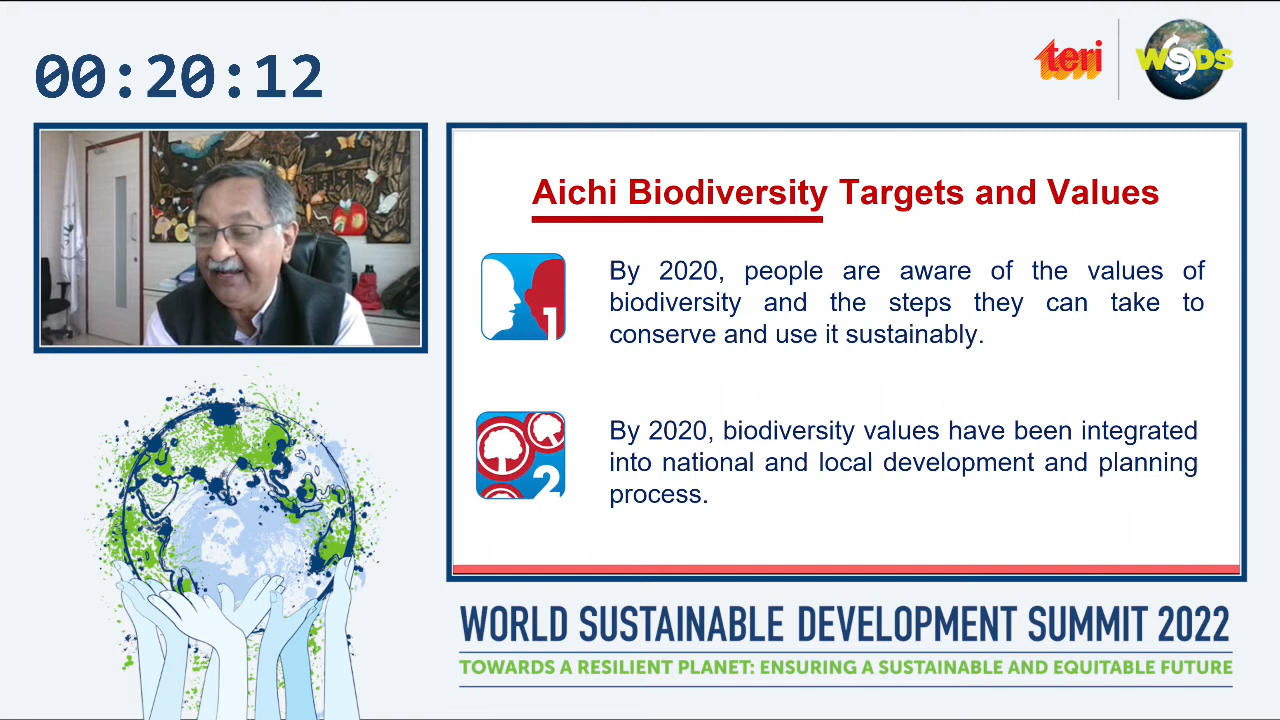 00:20:12
teri
WSDS
Aichi Biodiversity Targets and Values
1
By 2020, people are aware of the values of
biodiversity and the steps they can take to
conserve and use it sustainably.
2
By 2020, biodiversity values have been integrated
into national and local development and planning
process.
WORLD SUSTAINABLE DEVELOPMENT SUMMIT 2022
TOWARDS A RESILIENT PLANET: ENSURING A SUSTAINABLE AND EQUITABLE FUTURE